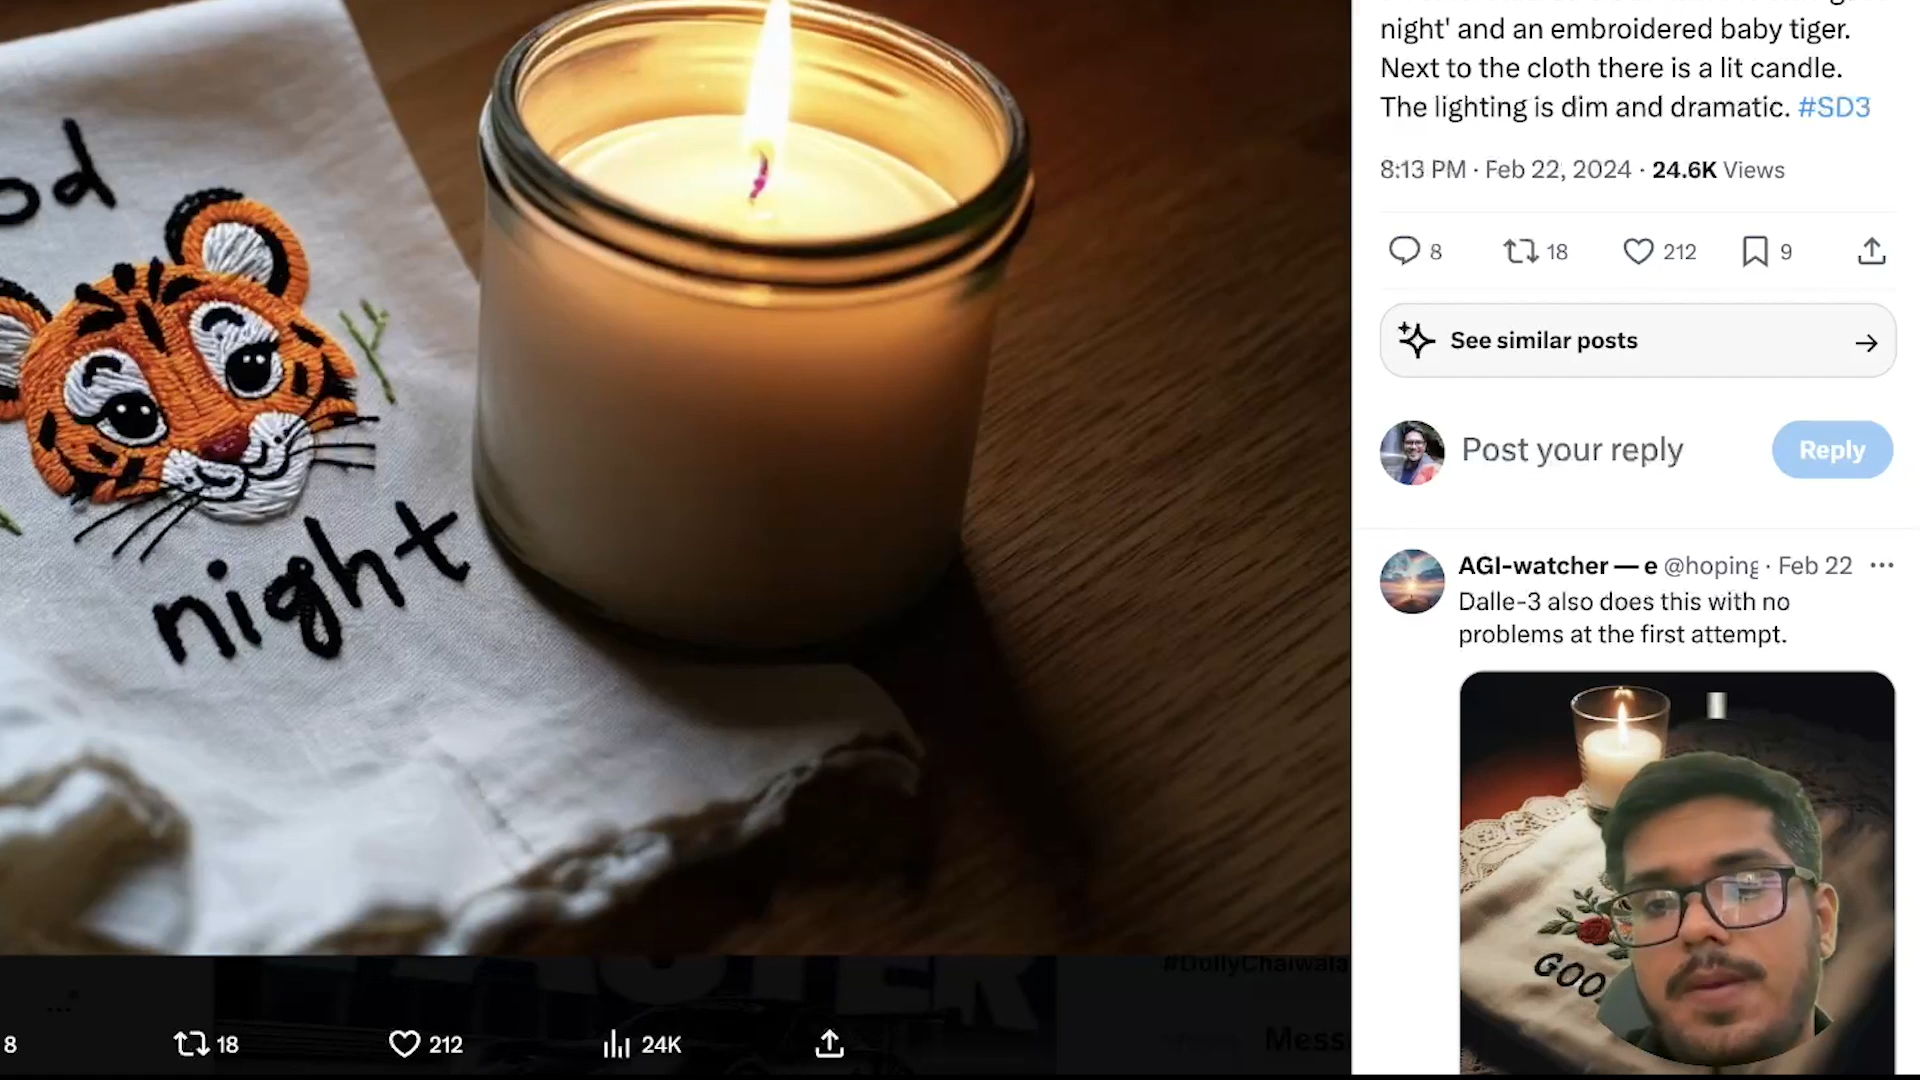 od
night
night' and an embroidered baby tiger.
Next to the cloth there is a lit candle.
The lighting is dim and dramatic. #SD3
8:13 PM · Feb 22, 2024 · 24.6K Views
8 18 212 9
See similar posts
Post your reply
Reply
AGI-watcher — e @hoping · Feb 22
Dalle-3 also does this with no
problems at the first attempt.
GOO
#DollyChaiwala
Mess
8 18 212 24K